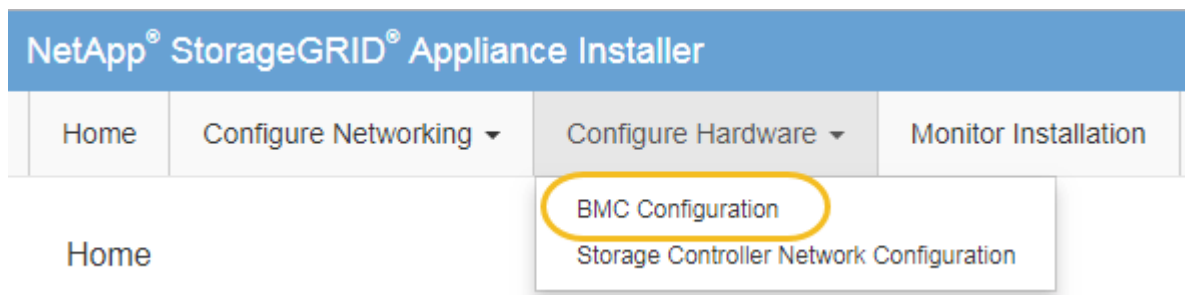 NetApp® StorageGRID® Appliance Installer
Home Configure Networking Configure Hardware Monitor Installation
BMC Configuration
Home
Storage Controller Network Configuration